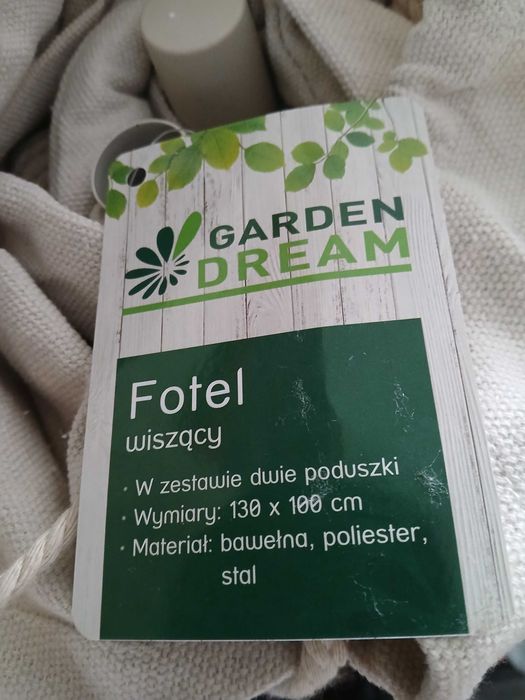 GARDEN
DREAM
Fotel
wiszący
· W zestawie dwie poduszki
· Wymiary: 130 x 100 cm
· Materiał: bawełna, poliester,
stal